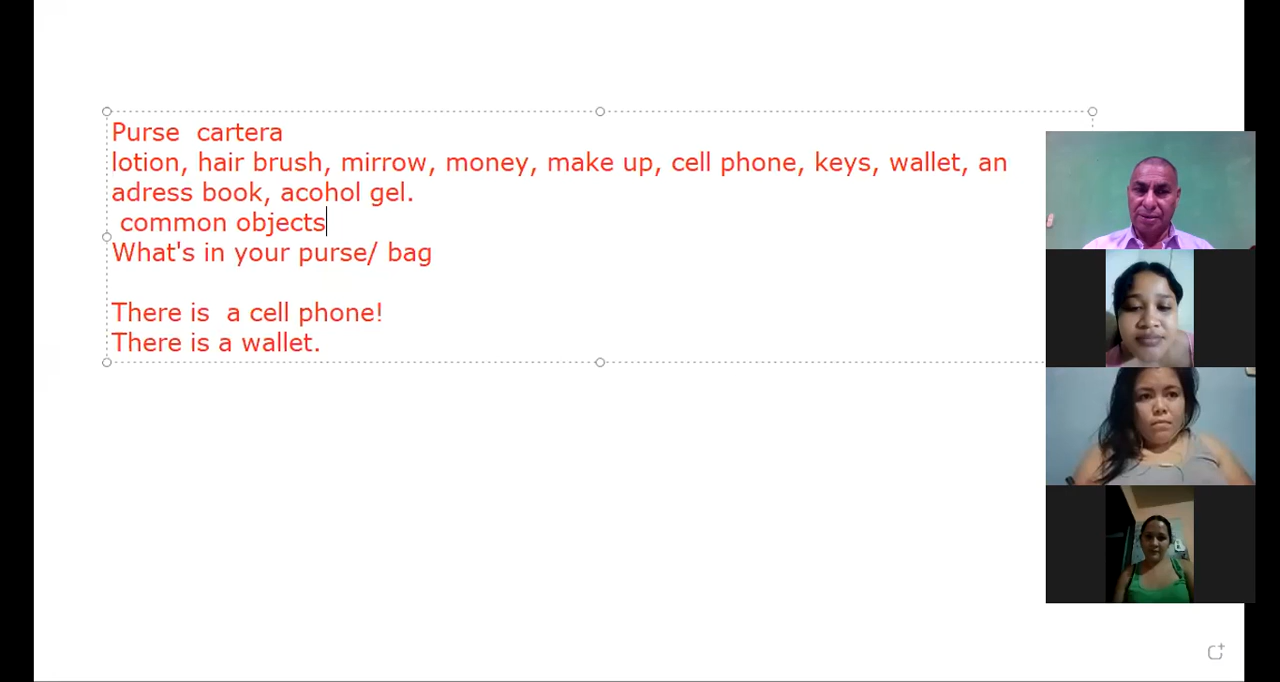 Purse  cartera
lotion, hair brush, mirrow, money, make up, cell phone, keys, wallet, an
adress book, acohol gel.
common objects
What's in your purse/ bag
There is  a cell phone!
There is a wallet.